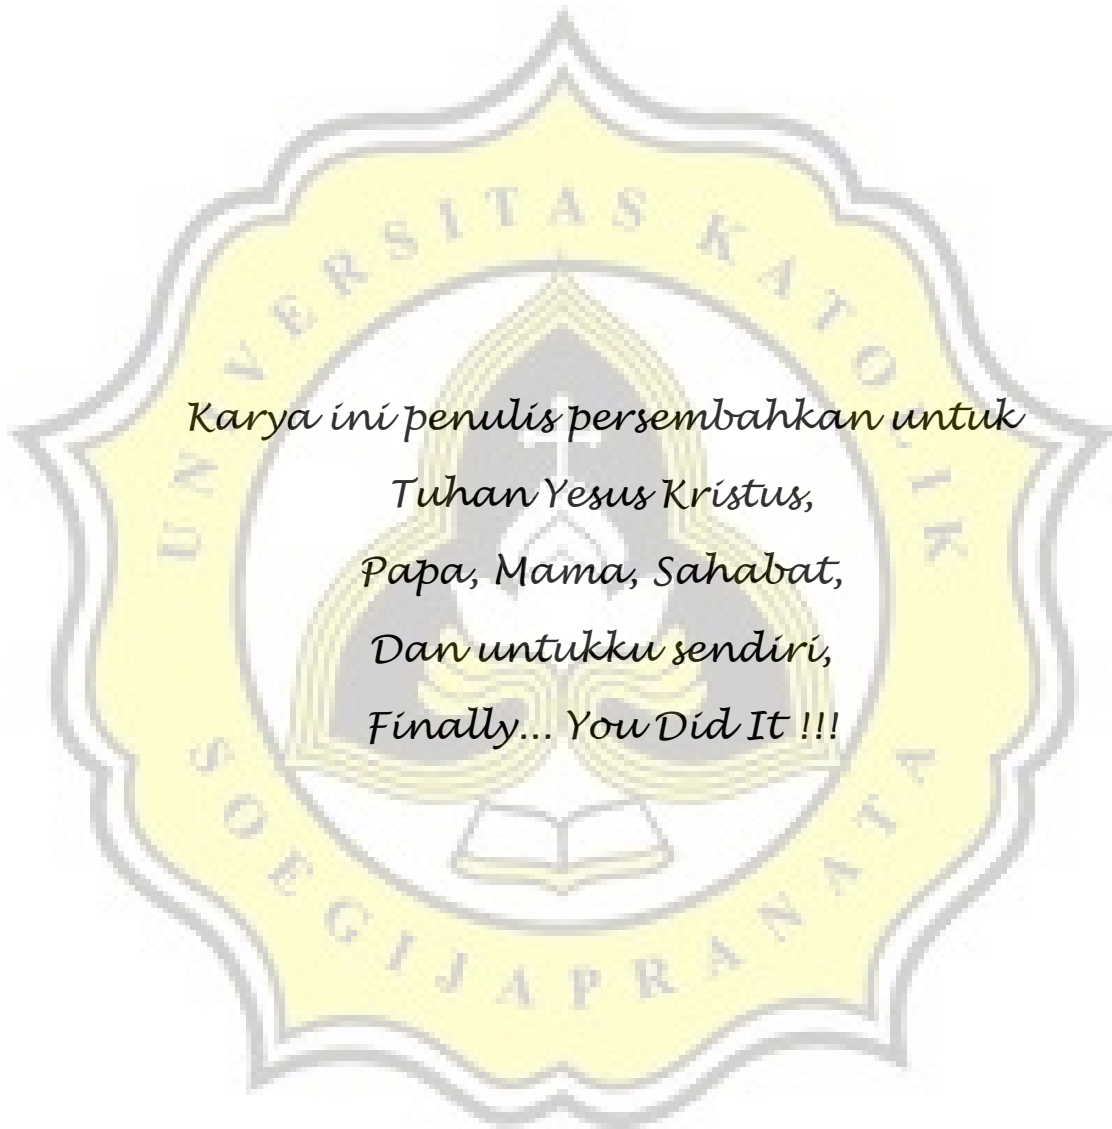 UNIVERSITAS KATOLIK
Karya ini penulis persembahkan untuk
Tuhan Yesus Kristus,
Papa, Mama, Sahabat,
Dan untukku sendiri,
Finally... You Did It !!!
SOEGIJAPRANATA